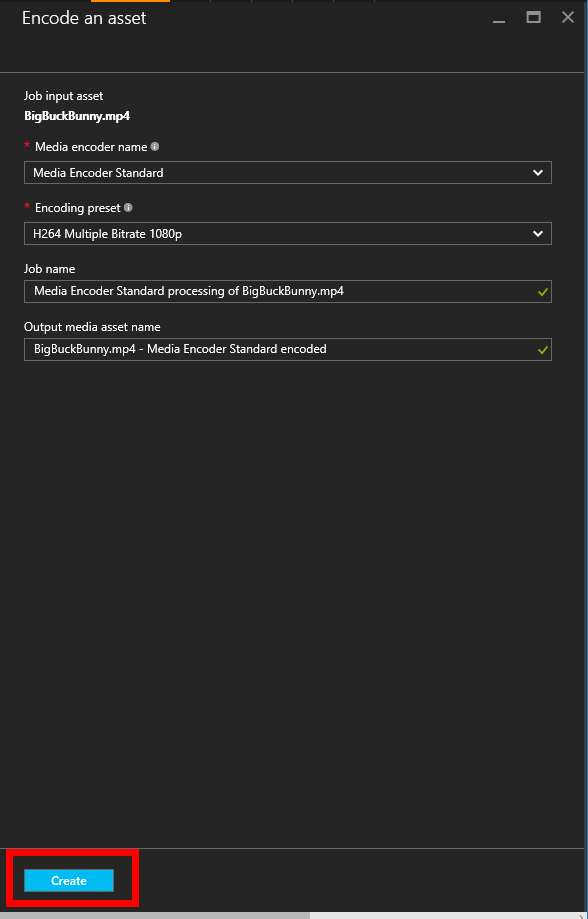 Encode an asset
Job input asset
BigBuckBunny.mp4
* Media encoder name
Media Encoder Standard
* Encoding preset
H264 Multiple Bitrate 1080p
Job name
Media Encoder Standard processing of BigBuckBunny.mp4
Output media asset name
BigBuckBunny.mp4 - Media Encoder Standard encoded
Create